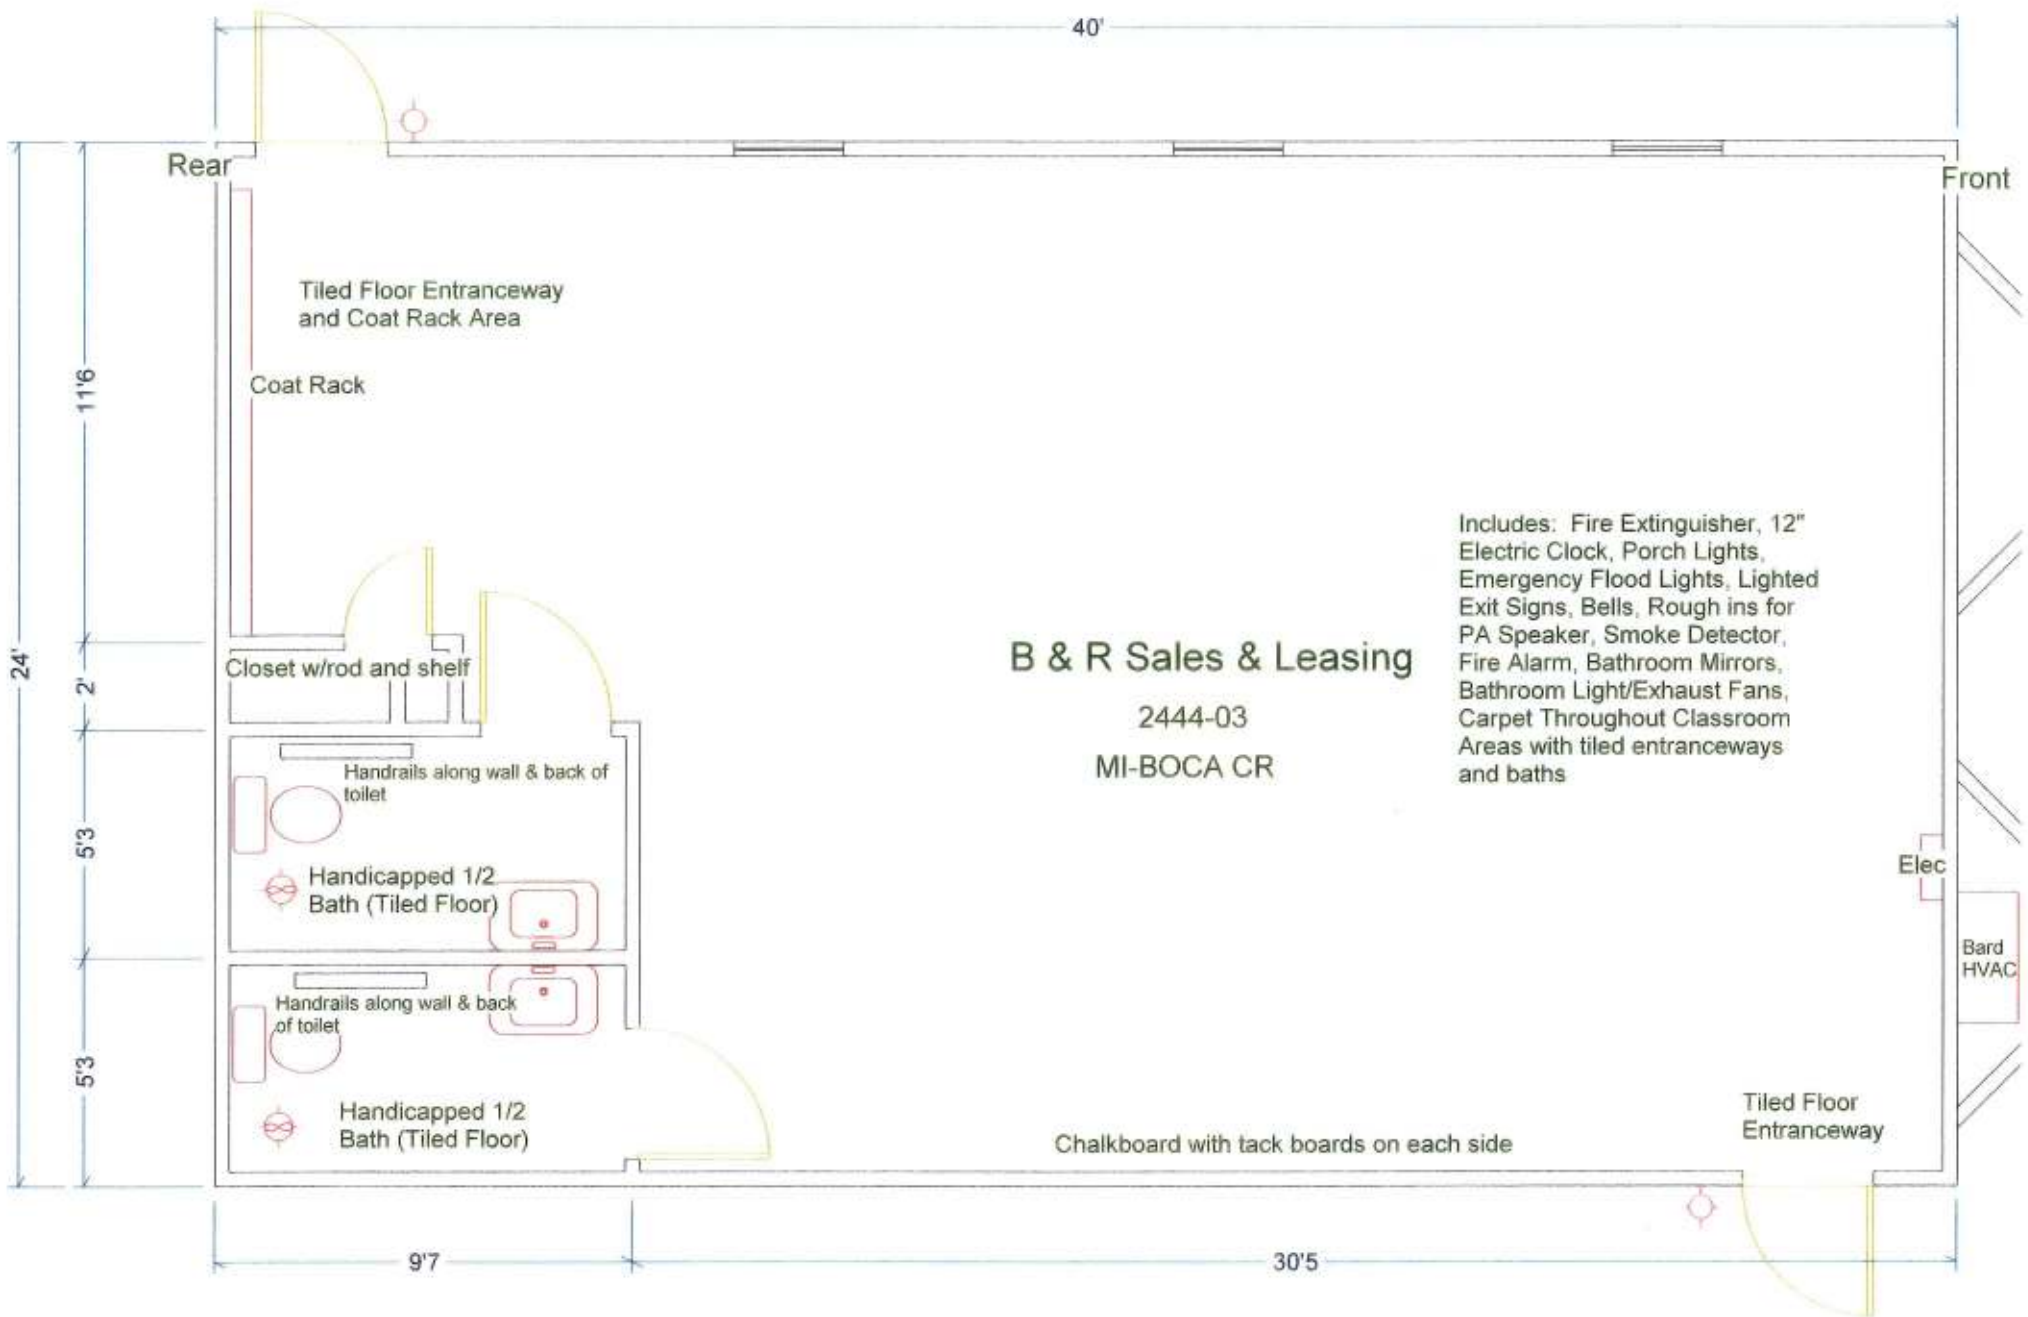 40'
Rear
Front
Tiled Floor Entranceway
and Coat Rack Area
Coat Rack
11'6
24'
2'
5'3
5'3
Closet w/rod and shelf
Handrails along wall & back of
toilet
Handicapped 1/2
Bath (Tiled Floor)
Handrails along wall & back
of toilet
Handicapped 1/2
Bath (Tiled Floor)
B & R Sales & Leasing
2444-03
MI-BOCA CR
Includes:  Fire Extinguisher, 12"
Electric Clock, Porch Lights,
Emergency Flood Lights, Lighted
Exit Signs, Bells, Rough ins for
PA Speaker, Smoke Detector,
Fire Alarm, Bathroom Mirrors,
Bathroom Light/Exhaust Fans,
Carpet Throughout Classroom
Areas with tiled entranceways
and baths
Elec
Bard
HVAC
Tiled Floor
Entranceway
Chalkboard with tack boards on each side
9'7
30'5